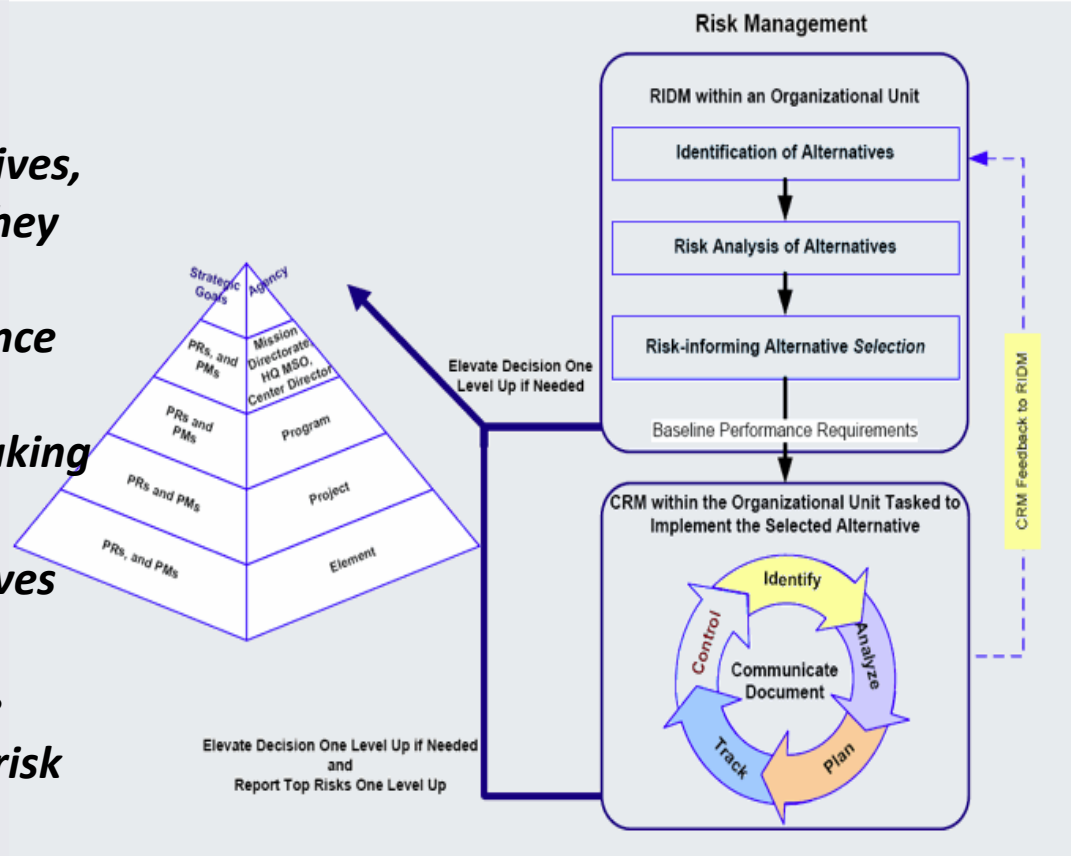 Risk Management
RIDM within an Organizational Unit
Identification of Alternatives
Risk Analysis of Alternatives
Risk-informing Alternative Selection
Baseline Performance Requirements
CRM within the Organizational Unit Tasked to
Implement the Selected Alternative
Identify
Analyze
Plan
Track
Control
Communicate
Document
CRM Feedback to RIDM
Elevate Decision One
Level Up if Needed
Elevate Decision One Level Up if Needed
and
Report Top Risks One Level Up
Strategic
Goals
Agency
PRs, and
PMs
Mission
Directorate,
HQ MSO,
Center Director
PRs and
PMs
Program
PRs and PMs
Project
PRs, and PMs
Element
ives,
hey
nce
aking
ves
risk